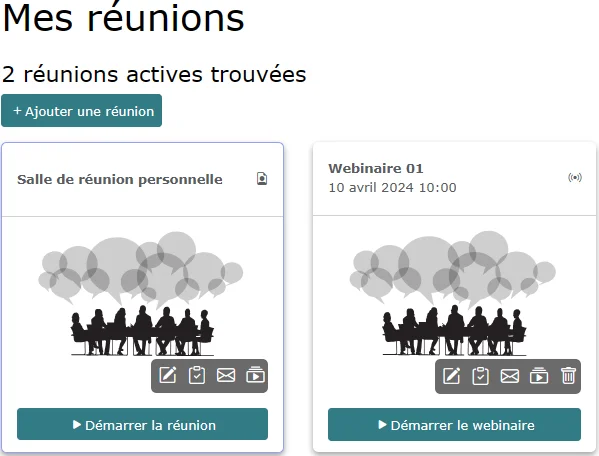 Mes réunions
2 réunions actives trouvées
+ Ajouter une réunion
Salle de réunion personnelle
Webinaire 01
10 avril 2024 10:00
Démarrer la réunion
Démarrer le webinaire